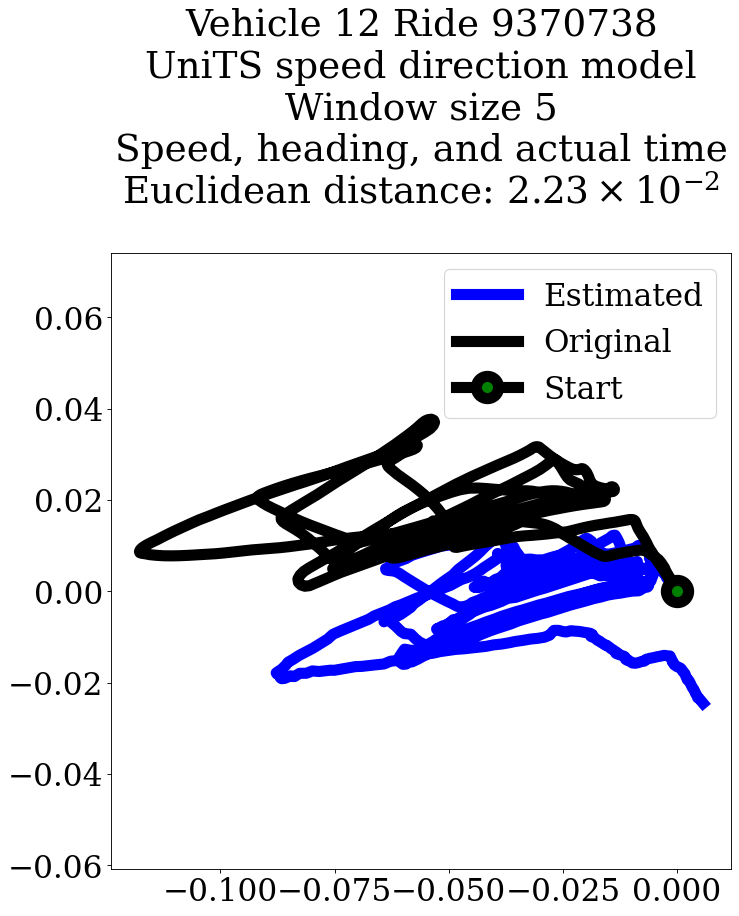 Vehicle 12 Ride 9370738
UniTS speed direction model
Window size 5
Speed, heading, and actual time
Euclidean distance: 2.23 × 10⁻²
Estimated
Original
Start
0.06
0.04
0.02
0.00
−0.02
−0.04
−0.06
−0.100 −0.075 −0.050 −0.025 0.000